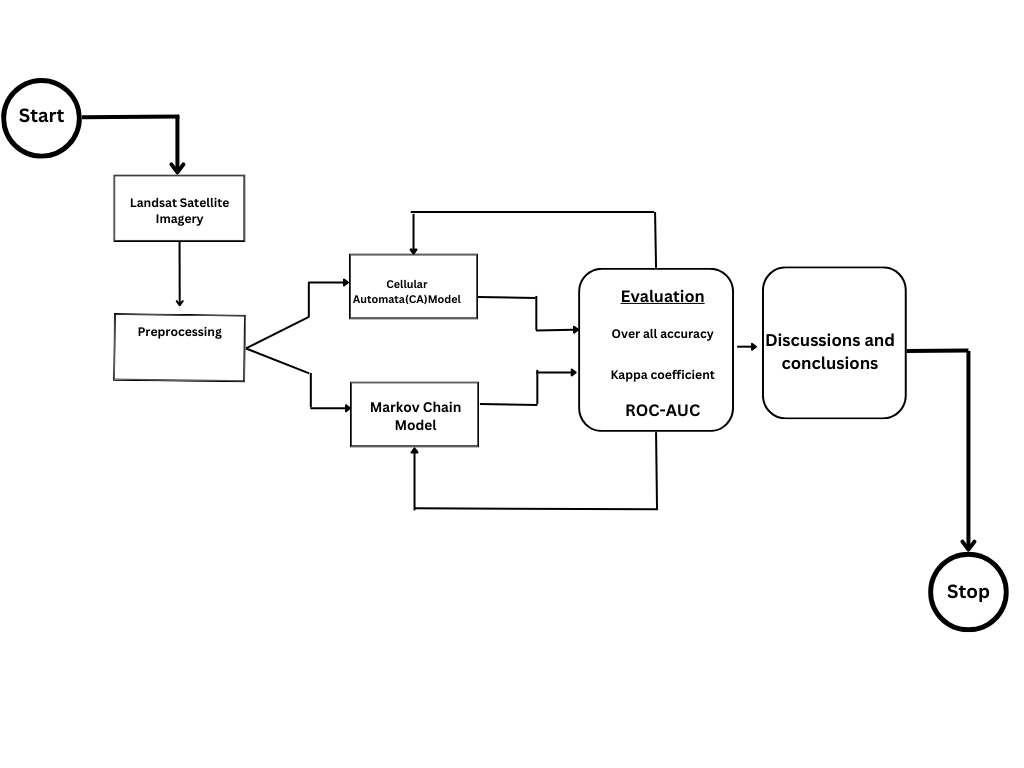 Start
Landsat Satellite
Imagery
Preprocessing
Cellular
Automata(CA)Model
Markov Chain
Model
Evaluation
Over all accuracy
Kappa coefficient
ROC-AUC
Discussions and
conclusions
Stop